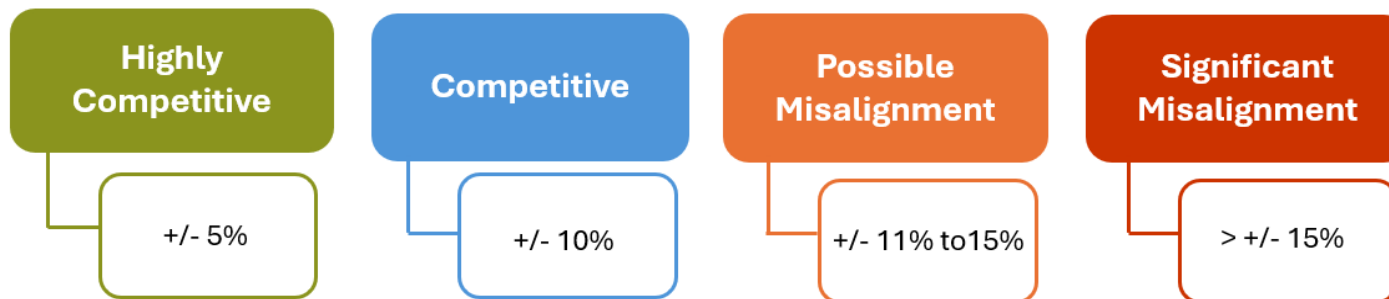 Highly
Competitive
+/- 5%
Competitive
+/- 10%
Possible
Misalignment
+/- 11% to15%
Significant
Misalignment
> +/- 15%